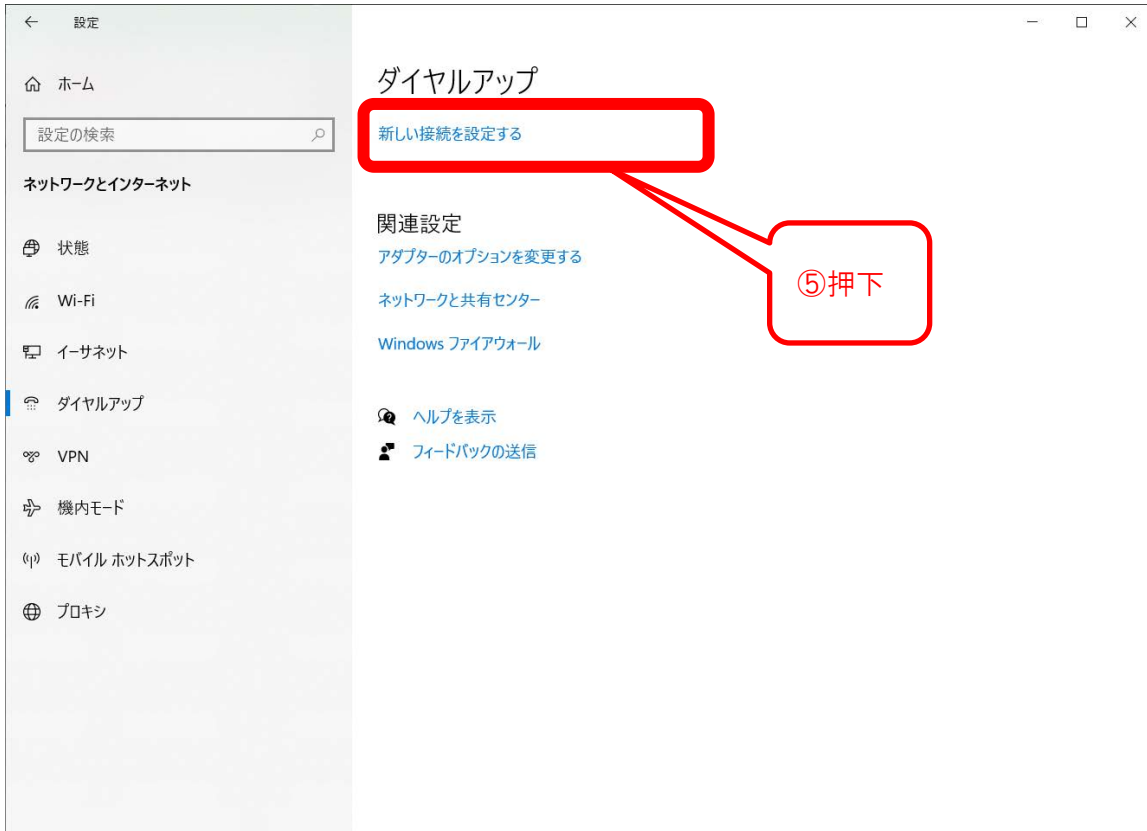 設定
ホーム
設定の検索
ネットワークとインターネット
状態
Wi-Fi
イーサネット
ダイヤルアップ
VPN
機内モード
モバイル ホットスポット
プロキシ
ダイヤルアップ
新しい接続を設定する
関連設定
アダプターのオプションを変更する
ネットワークと共有センター
Windows ファイアウォール
ヘルプを表示
フィードバックの送信
⑤押下